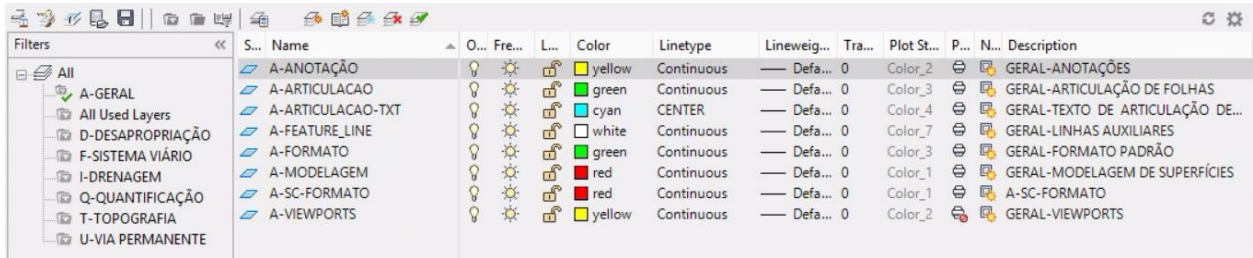 Filters
S... Name O... Fre... L... Color Linetype Lineweig... Tra... Plot St... P... N... Description
All
A-GERAL
All Used Layers
D-DESAPROPRIAÇÃO
F-SISTEMA VIÁRIO
I-DRENAGEM
Q-QUANTIFICAÇÃO
T-TOPOGRAFIA
U-VIA PERMANENTE
A-ANOTAÇÃO yellow Continuous Defa... 0 Color_2 GERAL-ANOTAÇÕES
A-ARTICULACAO green Continuous Defa... 0 Color_3 GERAL-ARTICULAÇÃO DE FOLHAS
A-ARTICULACAO-TXT cyan CENTER Defa... 0 Color_4 GERAL-TEXTO DE ARTICULAÇÃO DE...
A-FEATURE_LINE white Continuous Defa... 0 Color_7 GERAL-LINHAS AUXILIARES
A-FORMATO green Continuous Defa... 0 Color_3 GERAL-FORMATO PADRÃO
A-MODELAGEM red Continuous Defa... 0 Color_1 GERAL-MODELAGEM DE SUPERFÍCIES
A-SC-FORMATO red Continuous Defa... 0 Color_1 A-SC-FORMATO
A-VIEWPORTS yellow Continuous Defa... 0 Color_2 GERAL-VIEWPORTS